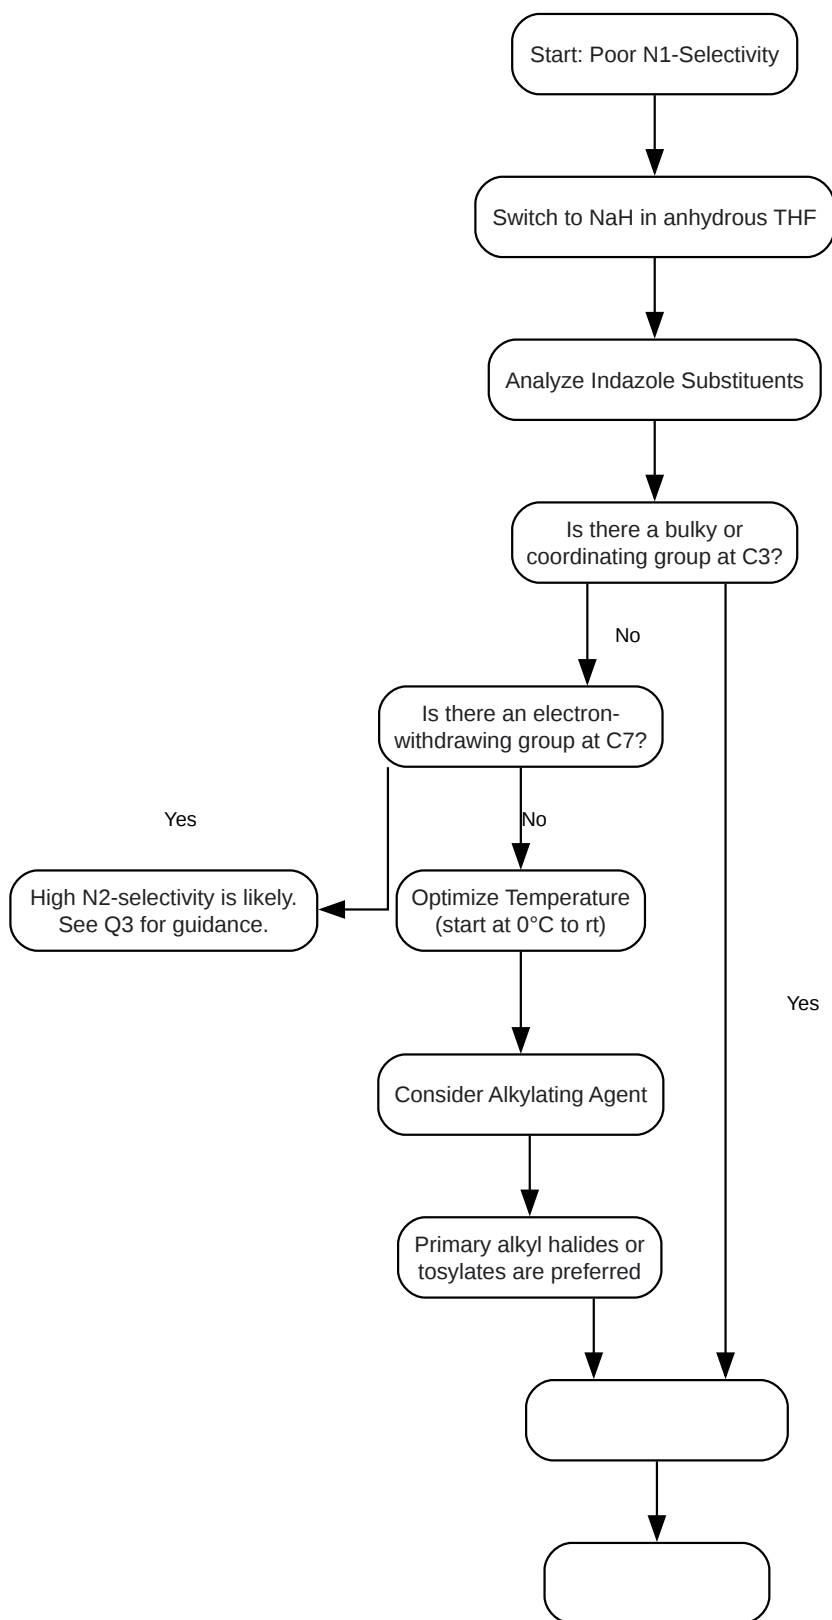 Start: Poor N1-Selectivity
Switch to NaH in anhydrous THF
Analyze Indazole Substituents
Is there a bulky or
coordinating group at C3?
No
Is there an electron-
withdrawing group at C7?
Yes
No
High N2-selectivity is likely.
See Q3 for guidance.
Optimize Temperature
(start at 0°C to rt)
Yes
Consider Alkylating Agent
Primary alkyl halides or
tosylates are preferred